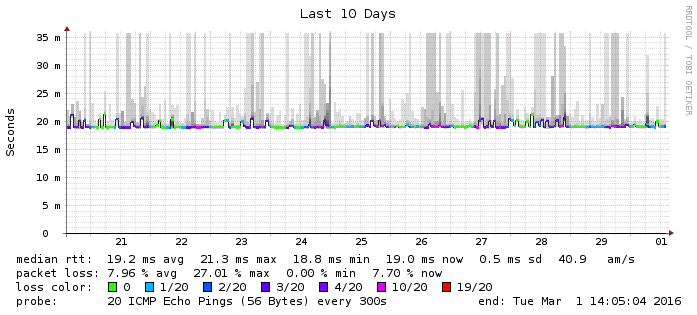 Last 10 Days
RRDTOOL / TOBI OETIKER
Seconds
35 m
30 m
25 m
20 m
15 m
10 m
5 m
0
21 22 23 24 25 26 27 28 29 01
median rtt: 19.2 ms avg 21.3 ms max 18.8 ms min 19.0 ms now 0.5 ms sd 40.9 am/s
packet loss: 7.96 % avg 27.01 % max 0.00 % min 7.70 % now
loss color: 0 1/20 2/20 3/20 4/20 10/20 19/20
probe: 20 ICMP Echo Pings (56 Bytes) every 300s end: Tue Mar 1 14:05:04 2016